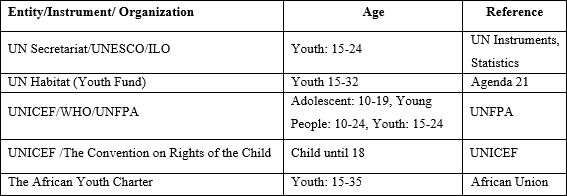 Entity/Instrument/ Organization Age Reference
UN Secretariat/UNESCO/ILO Youth: 15-24 UN Instruments,
Statistics
UN Habitat (Youth Fund) Youth 15-32 Agenda 21
UNICEF/WHO/UNFPA Adolescent: 10-19, Young
People: 10-24, Youth: 15-24 UNFPA
UNICEF /The Convention on Rights of the Child Child until 18 UNICEF
The African Youth Charter Youth: 15-35 African Union